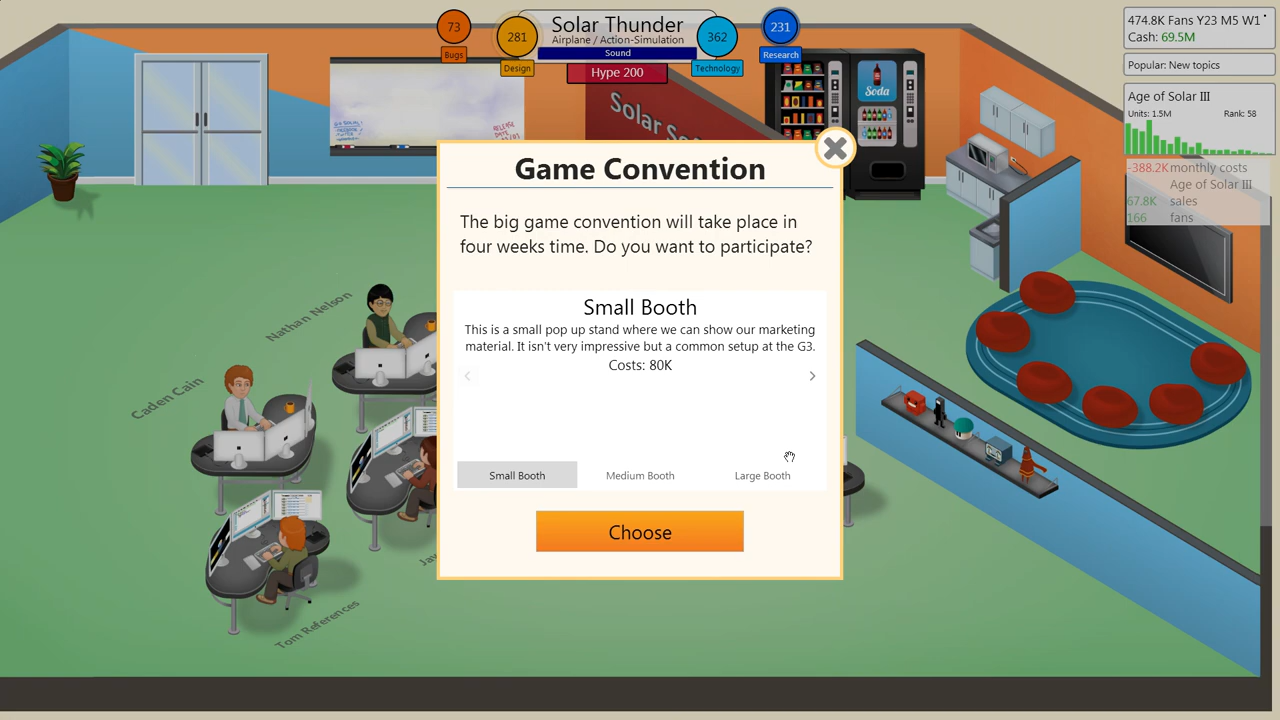 73
Bugs
281
Design
Solar Thunder
Airplane / Action-Simulation
Sound
Hype 200
362
Technology
231
Research
474.8K Fans Y23 M5 W1
Cash: 69.5M
Popular: New topics
Age of Solar III
Units: 1.5M
Rank: 58
-388.2K monthly costs
Age of Solar III
67.8K sales
166 fans
RELEASE
Solar
Soda
Game Convention
The big game convention will take place in
four weeks time. Do you want to participate?
Small Booth
This is a small pop up stand where we can show our marketing
material. It isn't very impressive but a common setup at the G3.
Costs: 80K
Small Booth
Medium Booth
Large Booth
Choose
Nathan Nelson
Caden Cain
Tom References